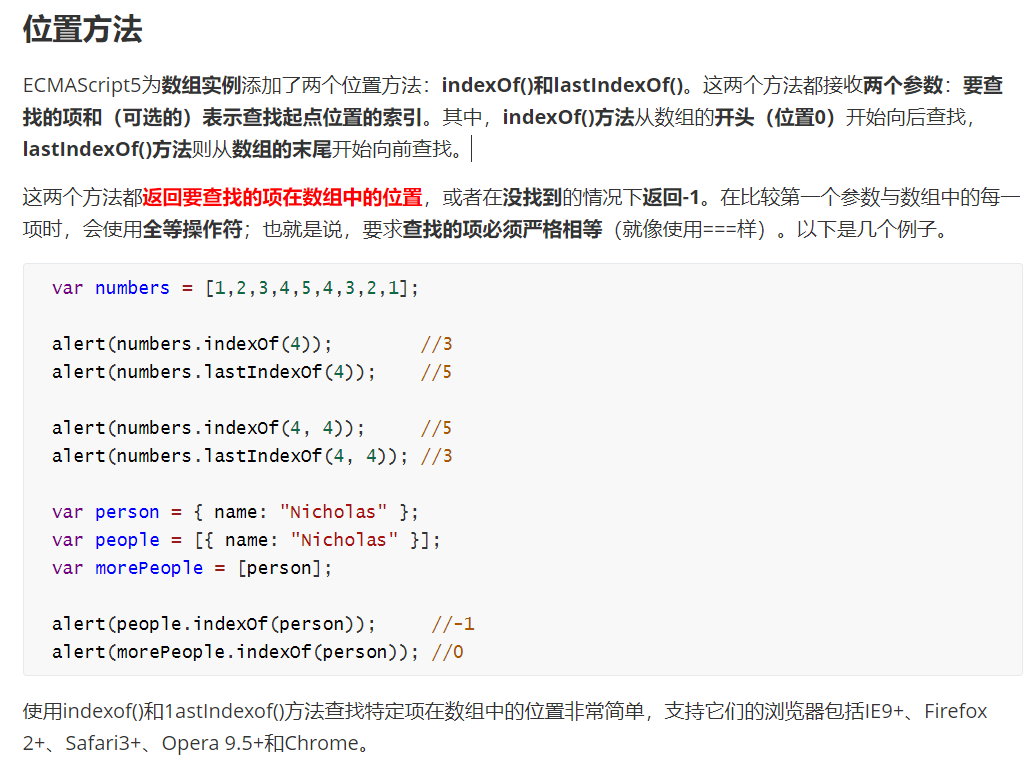 位置方法
ECMAScript5为数组实例添加了两个位置方法：indexOf()和lastIndexOf()。这两个方法都接收两个参数：要查
找的项和（可选的）表示查找起点位置的索引。其中，indexOf()方法从数组的开头（位置0）开始向后查找，
lastIndexOf()方法则从数组的末尾开始向前查找。
这两个方法都返回要查找的项在数组中的位置，或者在没找到的情况下返回-1。在比较第一个参数与数组中的每一
项时，会使用全等操作符；也就是说，要求查找的项必须严格相等（就像使用===样）。以下是几个例子。
var numbers = [1,2,3,4,5,4,3,2,1];
alert(numbers.indexOf(4));        //3
alert(numbers.lastIndexOf(4));    //5
alert(numbers.indexOf(4, 4));     //5
alert(numbers.lastIndexOf(4, 4)); //3
var person = { name: "Nicholas" };
var people = [{ name: "Nicholas" }];
var morePeople = [person];
alert(people.indexOf(person));     //-1
alert(morePeople.indexOf(person)); //0
使用indexof()和1astIndexof()方法查找特定项在数组中的位置非常简单，支持它们的浏览器包括IE9+、Firefox
2+、Safari3+、Opera 9.5+和Chrome。